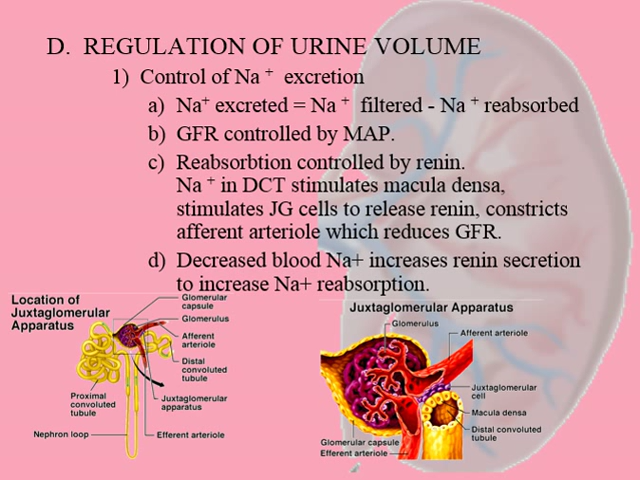 D. REGULATION OF URINE VOLUME
1) Control of Na + excretion
a) Na+ excreted = Na + filtered - Na + reabsorbed
b) GFR controlled by MAP.
c) Reabsorbtion controlled by renin.
Na + in DCT stimulates macula densa,
stimulates JG cells to release renin, constricts
afferent arteriole which reduces GFR.
d) Decreased blood Na+ increases renin secretion
to increase Na+ reabsorption.
Location of
Juxtaglomerular
Apparatus
Glomerular
capsule
Glomerulus
Afferent
arteriole
Distal
convoluted
tubule
Proximal
convoluted
tubule
Juxtaglomerular
apparatus
Nephron loop
Efferent arteriole
Juxtaglomerular Apparatus
Glomerulus
Afferent arteriole
Juxtaglomerular
cell
Macula densa
Distal convoluted
tubule
Glomerular capsule
Efferent arteriole